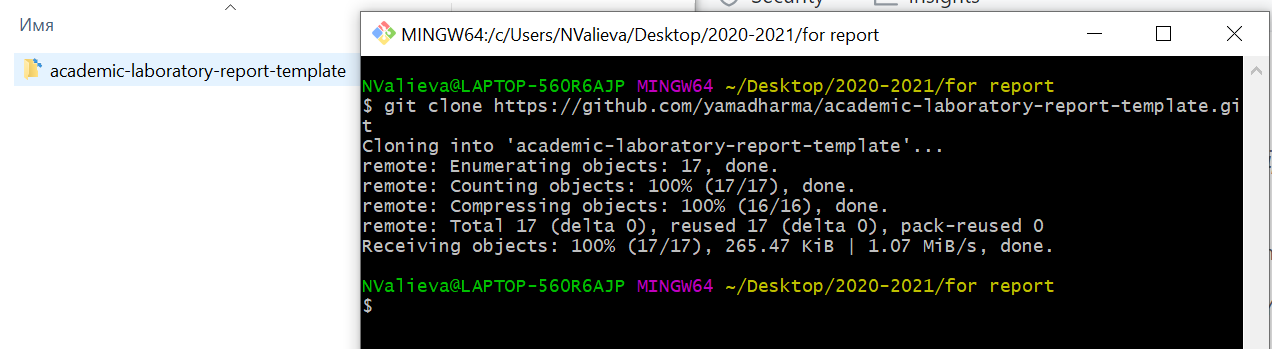 Имя
academic-laboratory-report-template
Security
Insights
MINGW64:/c/Users/NValieva/Desktop/2020-2021/for report
NValieva@LAPTOP-560R6AJP MINGW64 ~/Desktop/2020-2021/for report
$ git clone https://github.com/yamadharma/academic-laboratory-report-template.gi
t
Cloning into 'academic-laboratory-report-template'...
remote: Enumerating objects: 17, done.
remote: Counting objects: 100% (17/17), done.
remote: Compressing objects: 100% (16/16), done.
remote: Total 17 (delta 0), reused 17 (delta 0), pack-reused 0
Receiving objects: 100% (17/17), 265.47 KiB | 1.07 MiB/s, done.
NValieva@LAPTOP-560R6AJP MINGW64 ~/Desktop/2020-2021/for report
$